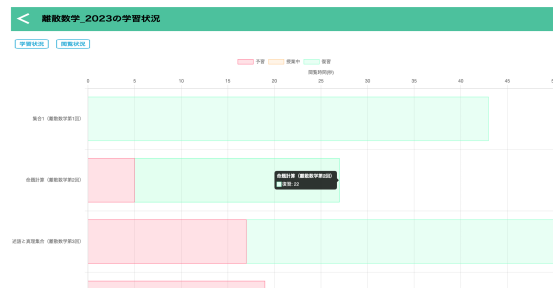 離散数学_2023の学習状況
学習状況 閲覧状況
予習 授業中 復習
閲覧時間(秒)
0 5 10 15 20 25 30 35 40 45
集合1（離散数学第1回）
命題計算（離散数学第2回）
命題計算（離散数学第2回）
復習: 22
述語と真理集合（離散数学第3回）